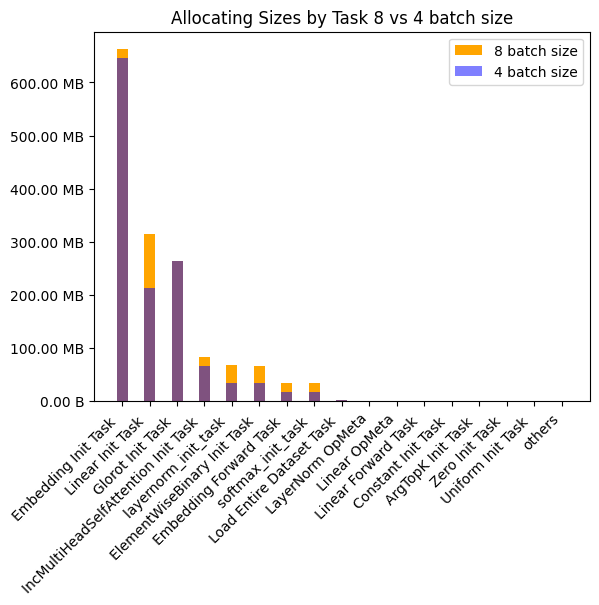 Allocating Sizes by Task 8 vs 4 batch size
8 batch size
4 batch size
600.00 MB
500.00 MB
400.00 MB
300.00 MB
200.00 MB
100.00 MB
0.00 B
Embedding Init Task
Linear Init Task
Glorot Init Task
IncMultiHeadSelfAttention Init Task
layernorm_init_task
ElementWiseBinary Init Task
Embedding Forward Task
softmax_init_task
Load Entire Dataset Task
LayerNorm OpMeta
Linear OpMeta
Linear Forward Task
Constant Init Task
ArgTopK Init Task
Zero Init Task
Uniform Init Task
others